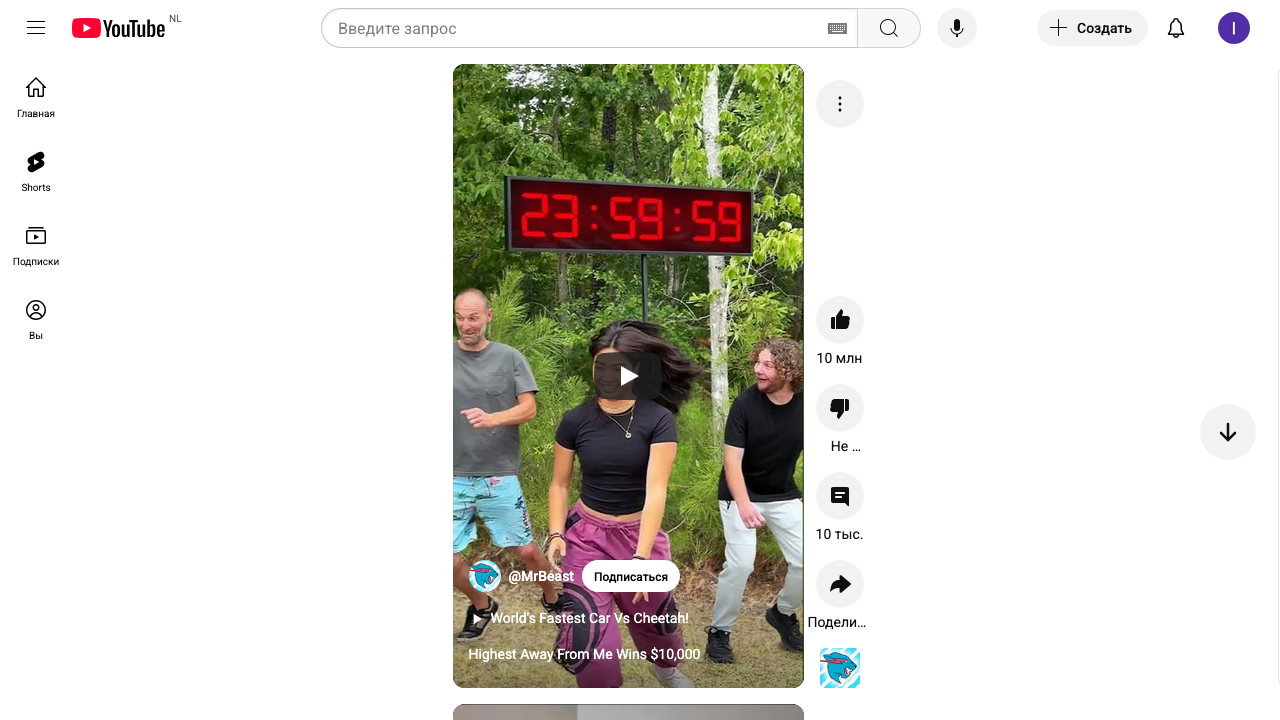 YouTube NL
Введите запрос
Создать
I
Главная
Shorts
Подписки
Вы
23:59:59
10 млн
Не ...
10 тыс.
Подели...
@MrBeast
Подписаться
World's Fastest Car Vs Cheetah!
Highest Away From Me Wins $10,000